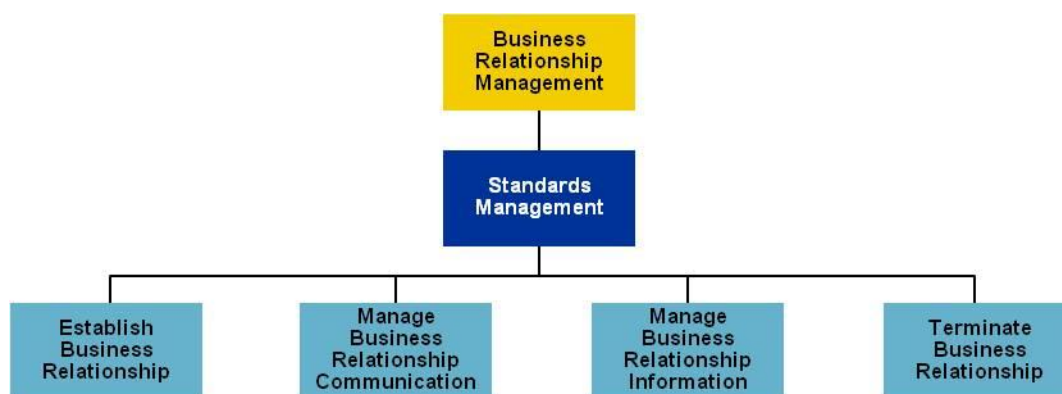 Business
Relationship
Management
Standards
Management
Establish
Business
Relationship
Manage
Business
Relationship
Communication
Manage
Business
Relationship
Information
Terminate
Business
Relationship